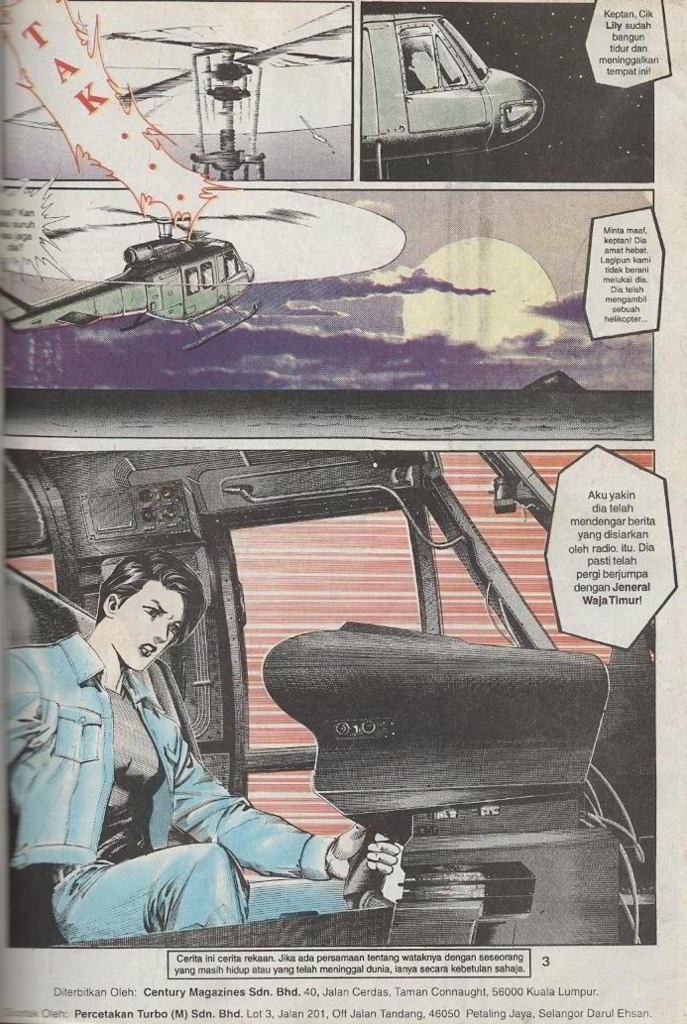 TAK...
Keptan, Cik
Lily sudah
bangun
tidur dan
meninggalkan
tempat ini!
Kan
suruh
jaga
Minta maaf,
keptan! Dia
amat hebat.
Lagipun kami
tidak berani
melukai dia.
Dia telah
mengambil
sebuah
helikopter...
Aku yakin
dia telah
mendengar berita
yang disiarkan
oleh radio. itu. Dia
pasti telah
pergi berjumpa
dengan Jeneral
Waja Timur!
Cerita ini cerita rekaan. Jika ada persamaan tentang wataknya dengan seseorang
yang masih hidup atau yang telah meninggal dunia, ianya secara kebetulan sahaja.
3
Diterbitkan Oleh: Century Magazines Sdn. Bhd. 40, Jalan Cerdas, Taman Connaught, 56000 Kuala Lumpur.
Oleh: Percetakan Turbo (M) Sdn. Bhd. Lot 3, Jalan 201, Off Jalan Tandang, 46050 Petaling Jaya, Selangor Darul Ehsan.